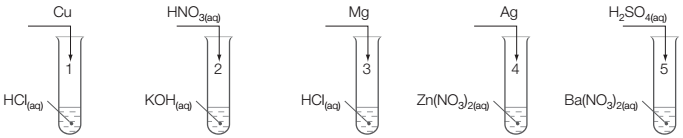 Cu HNO₃(aq) Mg Ag H₂SO₄(aq)
1 2 3 4 5
HCl(aq) KOH(aq) HCl(aq) Zn(NO₃)₂(aq) Ba(NO₃)₂(aq)